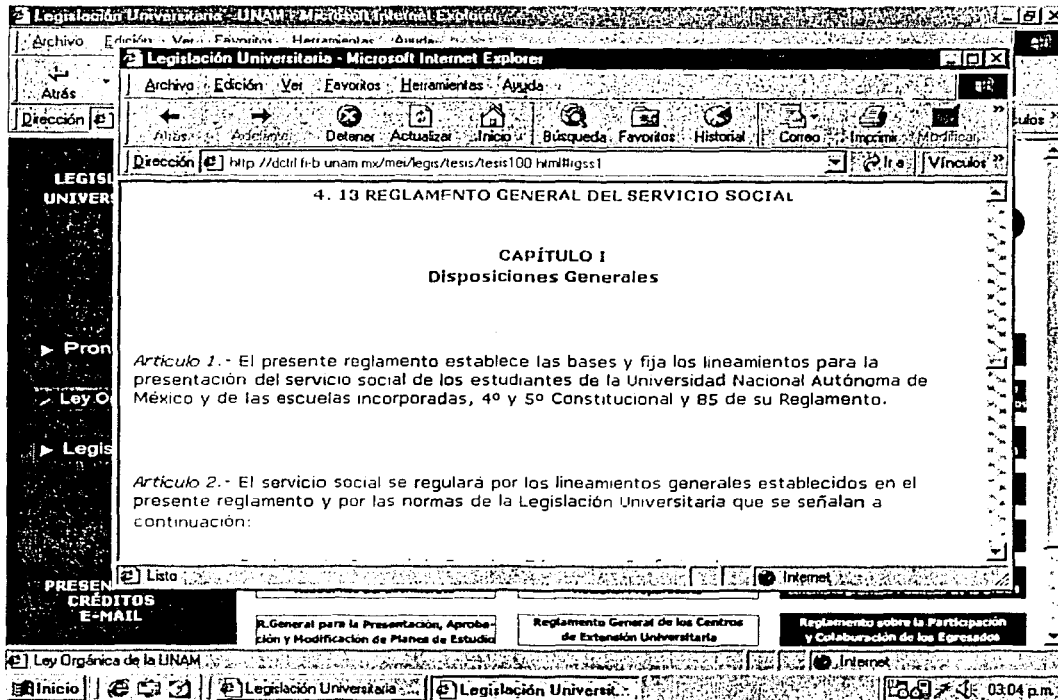 Legislación Universitaria - UNAM - Microsoft Internet Explorer
Archivo Edición Ver Favoritos Herramientas Ayuda
Legislación Universitaria - Microsoft Internet Explorer
Archivo Edición Ver Favoritos Herramientas Ayuda
Atrás
Atrás Adelante Detener Actualizar Inicio Búsqueda Favoritos Historial Correo Imprimir Modificar
Dirección
Dirección http://dctrl.fi-b.unam.mx/mei/legis/tesis/tesis100.html#rgss1 Ir a Vínculos
LEGISL
UNIVERS
4. 13 REGLAMENTO GENERAL DEL SERVICIO SOCIAL
CAPÍTULO I
Disposiciones Generales
Pron
Artículo 1.- El presente reglamento establece las bases y fija los lineamientos para la
presentación del servicio social de los estudiantes de la Universidad Nacional Autónoma de
México y de las escuelas incorporadas, 4º y 5º Constitucional y 85 de su Reglamento.
Ley O
Legis
Artículo 2.- El servicio social se regulará por los lineamientos generales establecidos en el
presente reglamento y por las normas de la Legislación Universitaria que se señalan a
continuación:
Listo Internet
PRESEN
CRÉDITOS
E-MAIL
R.General para la Presentación, Aproba-
ción y Modificación de Planes de Estudio
Reglamento General de los Centros
de Extensión Universitaria
Reglamento sobre la Participación
y Colaboración de los Egresados
Ley Orgánica de la UNAM Internet
Inicio Legislación Universitaria ... Legislación Universit... 03:04 p.m.